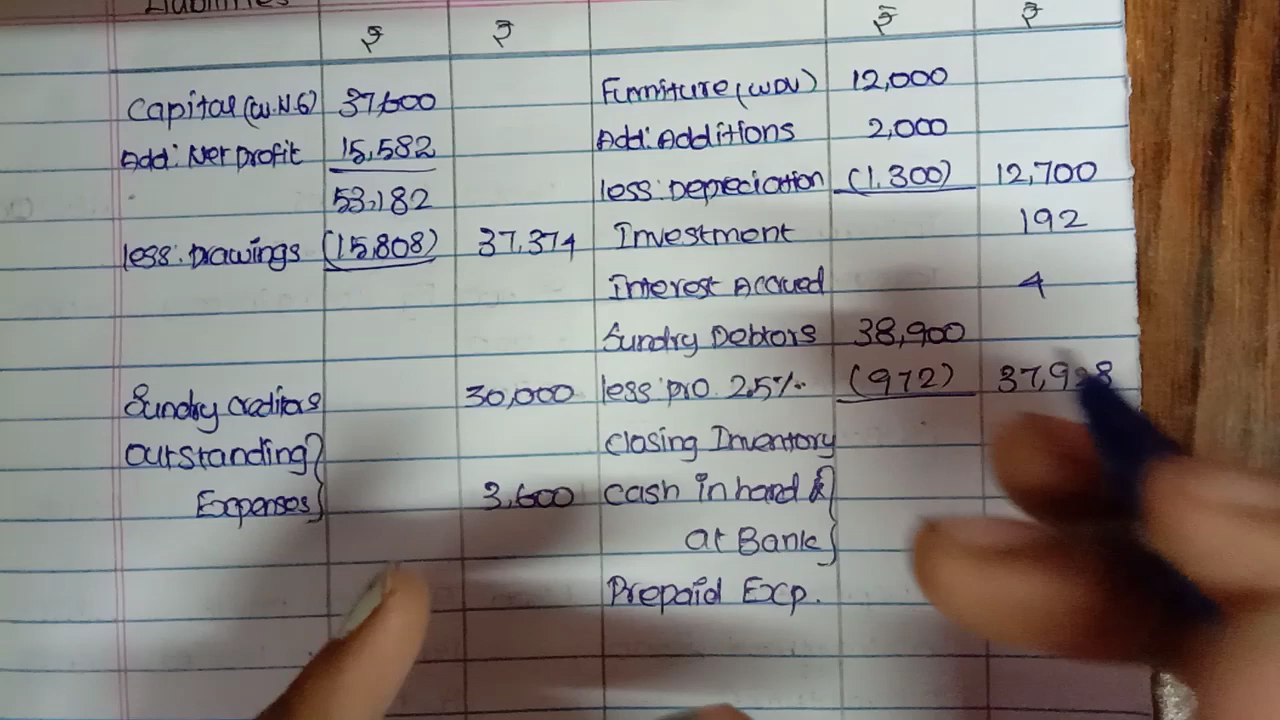 Liabilities
₹ ₹ ₹ ₹
Capital (W.N.6) 37,600 Furniture (WDV) 12,000
Add: Net profit 15,582 Add: Additions 2,000
53,182 less: Depreciation (1,300) 12,700
less: Drawings (15,808) 37,374 Investment 192
Interest Accrued 4
Sundry Debtors 38,900
Sundry creditors 30,000 less pro. 2.5% (972) 37,928
Outstanding Closing Inventory
Expenses 3,600 Cash in hand &
at Bank
Prepaid Exp.